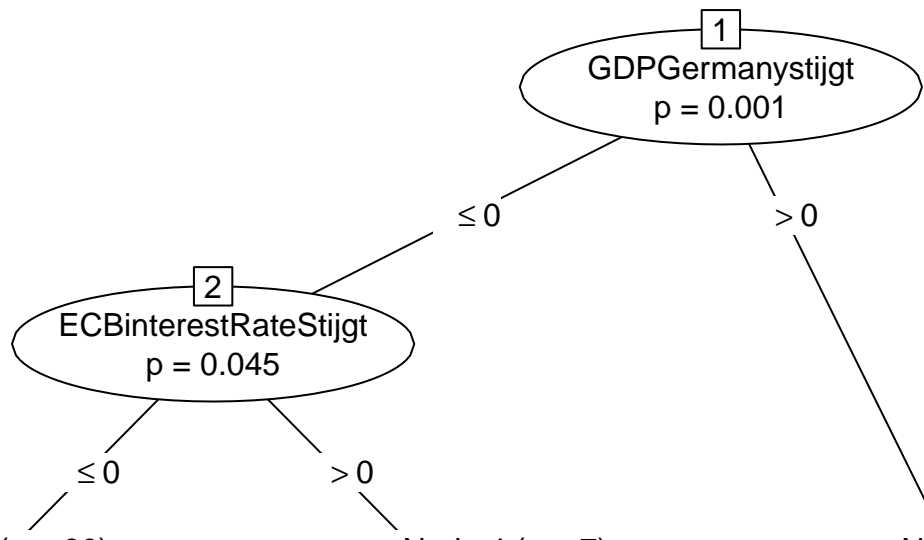 1
GDPGermanystijgt
p = 0.001
≤ 0
> 0
2
ECBinterestRateStijgt
p = 0.045
≤ 0
> 0